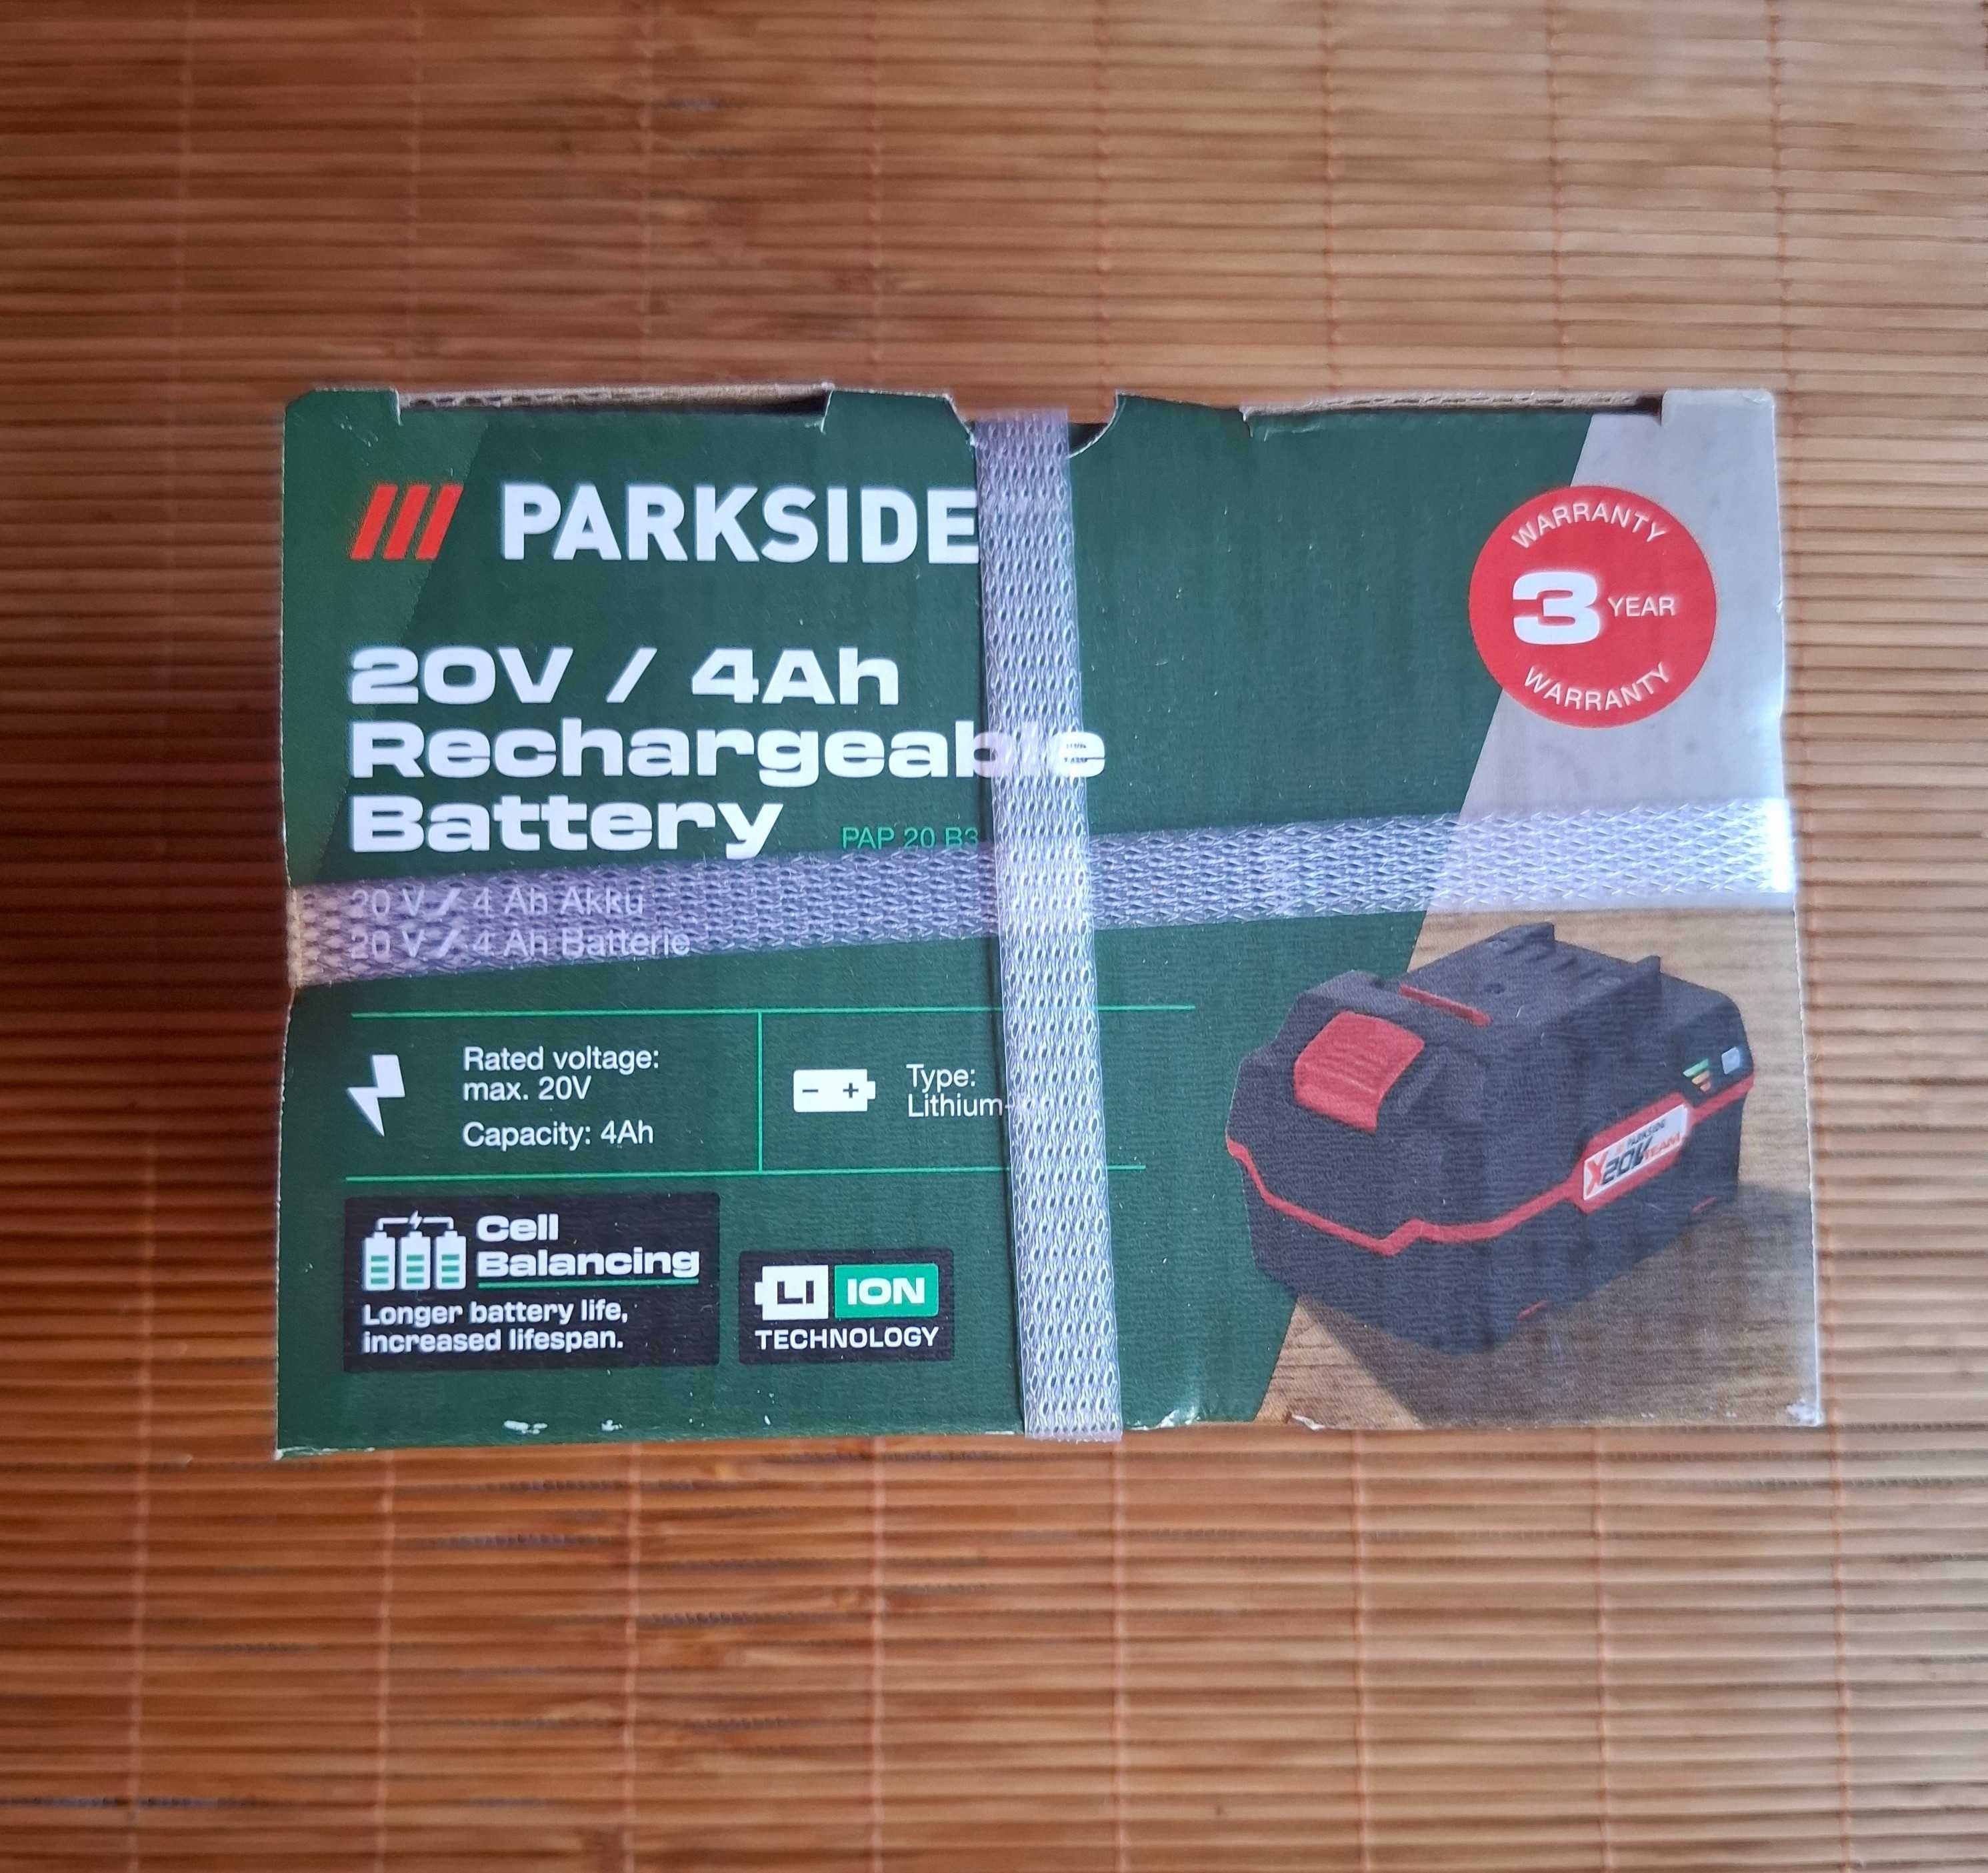 PARKSIDE
WARRANTY
3 YEAR
WARRANTY
20V / 4Ah
Rechargeable
Battery PAP 20 B3
20 V / 4 Ah Akku
20 V / 4 Ah Batterie
Rated voltage:
max. 20V
Capacity: 4Ah
Type:
Lithium-
Cell
Balancing
Longer battery life,
increased lifespan.
LI ION
TECHNOLOGY
PARKSIDE
X20VTEAM